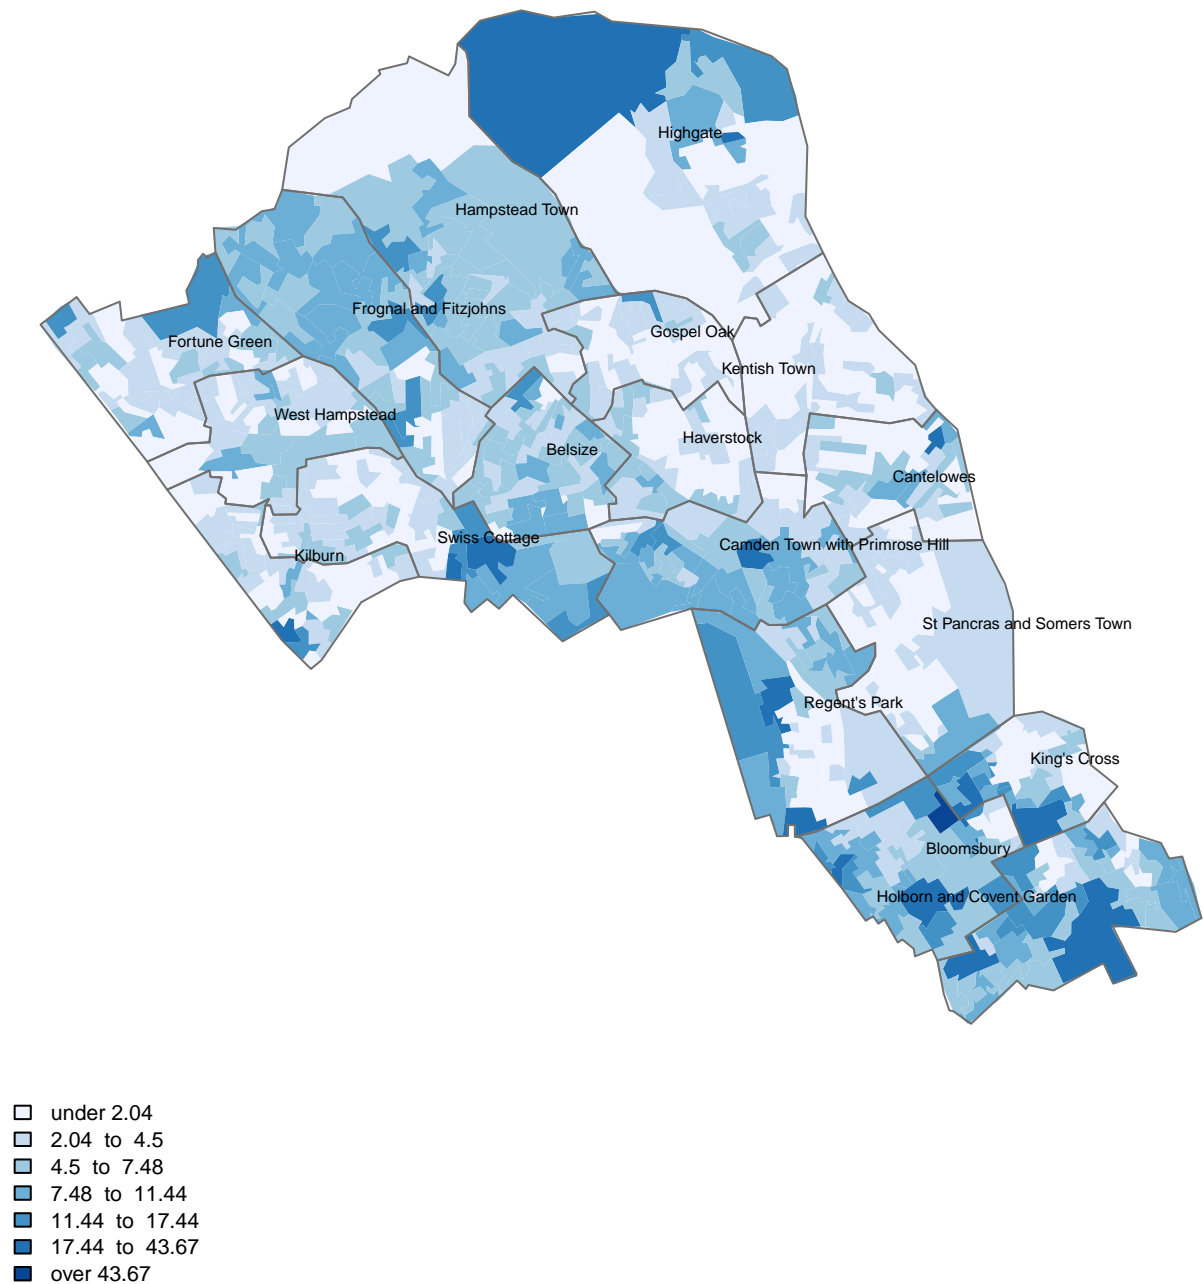 Highgate
Hampstead Town
Frognal and Fitzjohns
Gospel Oak
Fortune Green
Kentish Town
West Hampstead
Haverstock
Belsize
Cantelowes
Swiss Cottage
Camden Town with Primrose Hill
Kilburn
St Pancras and Somers Town
Regent's Park
King's Cross
Bloomsbury
Holborn and Covent Garden
under 2.04
2.04 to 4.5
4.5 to 7.48
7.48 to 11.44
11.44 to 17.44
17.44 to 43.67
over 43.67